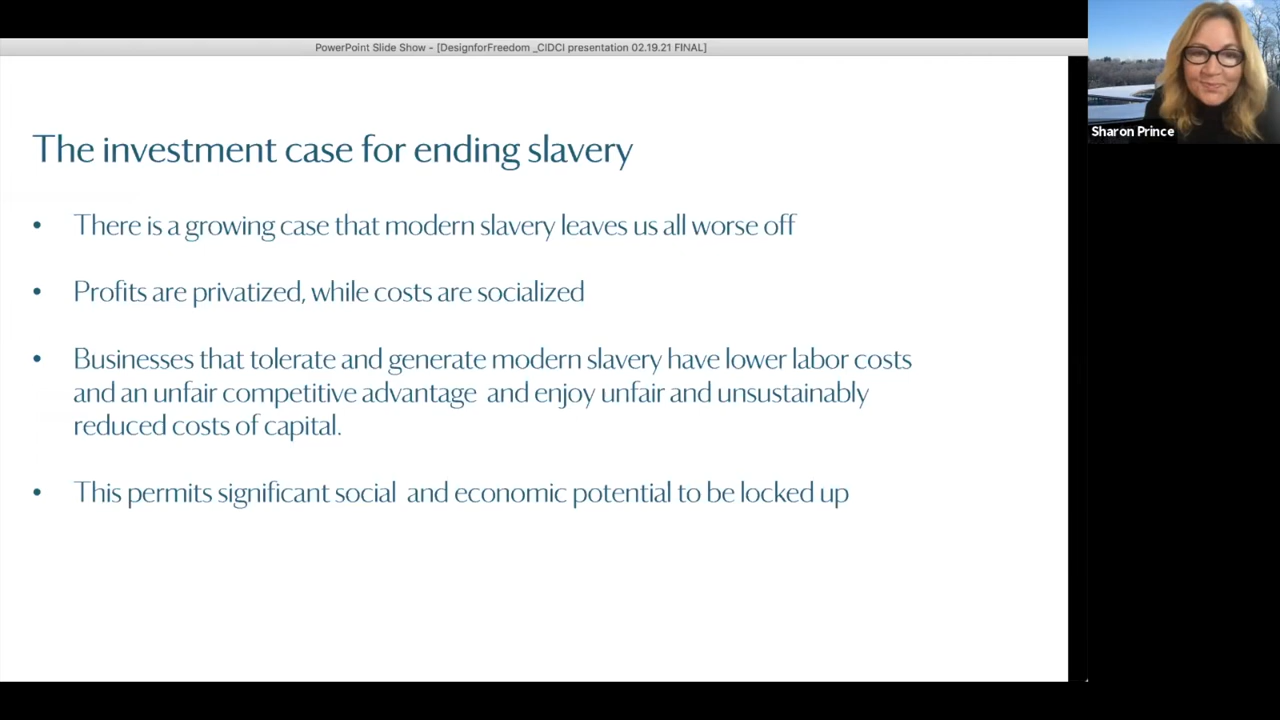 PowerPoint Slide Show - [DesignforFreedom _CIDCI presentation 02.19.21 FINAL]
Sharon Prince
The investment case for ending slavery
• There is a growing case that modern slavery leaves us all worse off
• Profits are privatized, while costs are socialized
• Businesses that tolerate and generate modern slavery have lower labor costs
and an unfair competitive advantage and enjoy unfair and unsustainably
reduced costs of capital.
• This permits significant social and economic potential to be locked up